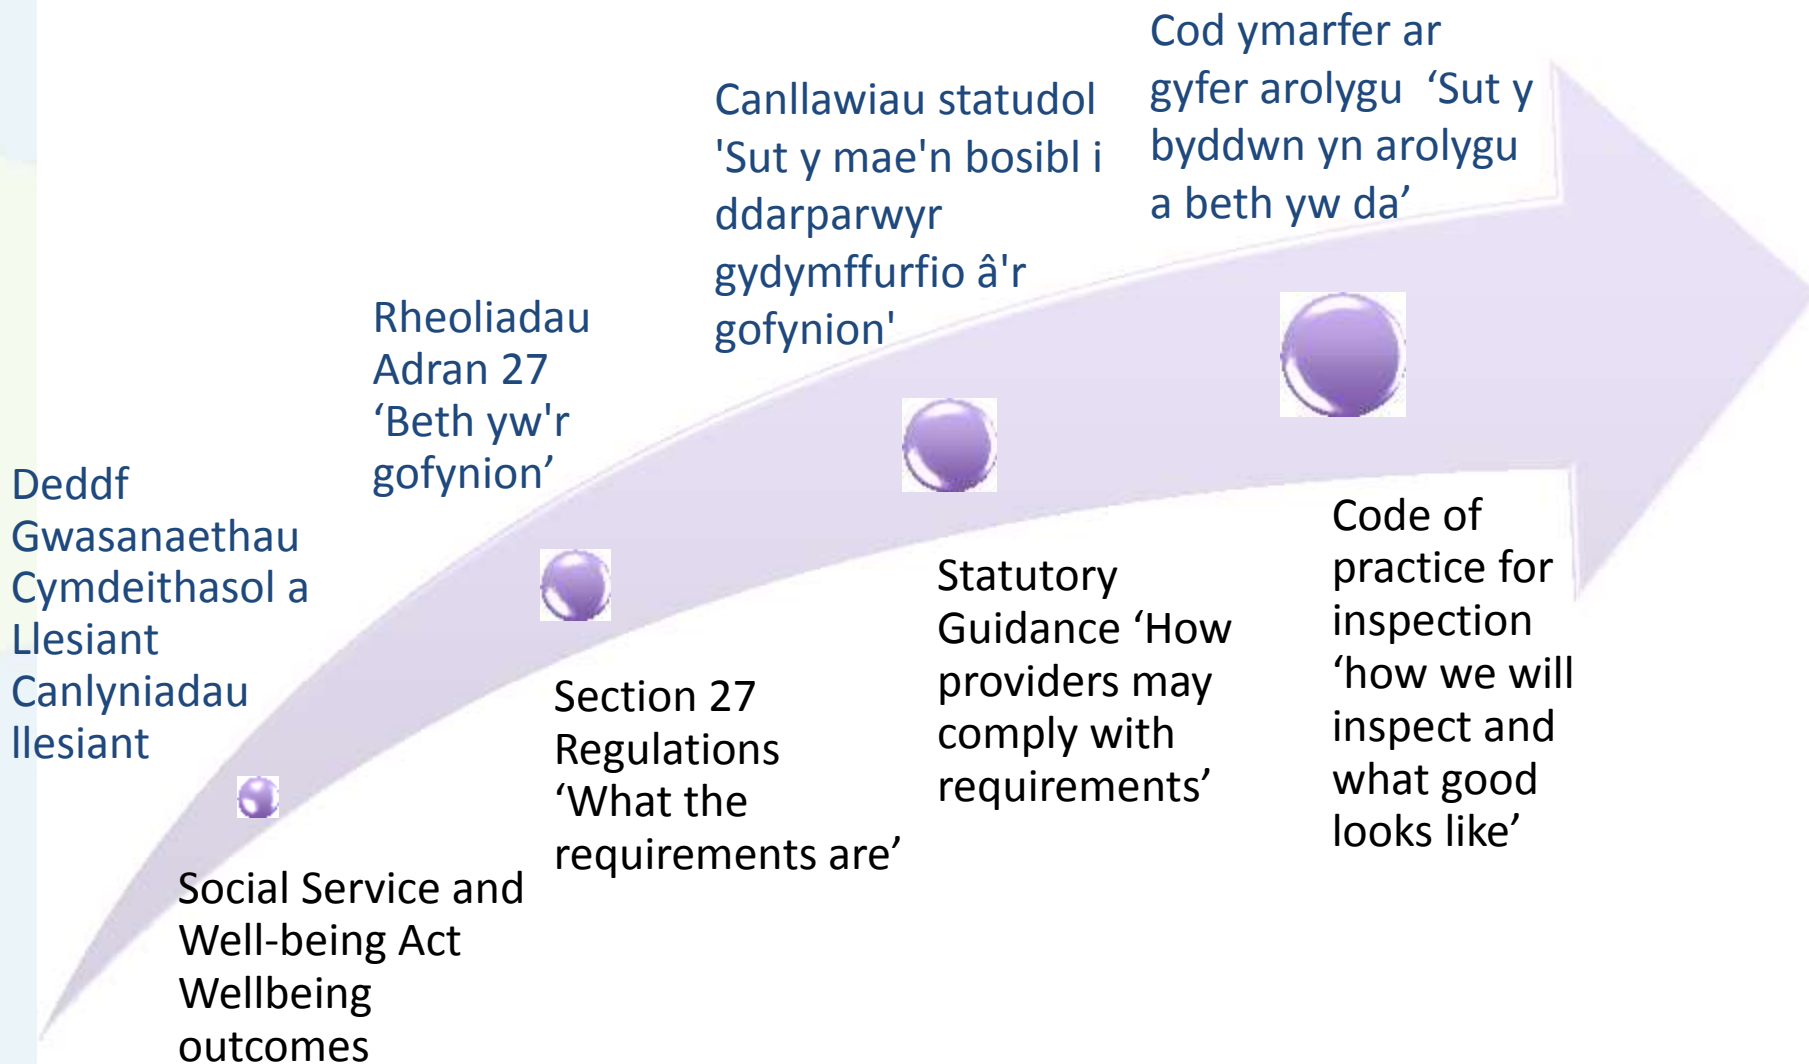 Deddf
Gwasanaethau
Cymdeithasol a
Llesiant
Canlyniadau
llesiant
Social Service and
Well-being Act
Wellbeing
outcomes
Rheoliadau
Adran 27
‘Beth yw'r
gofynion’
Section 27
Regulations
‘What the
requirements are’
Canllawiau statudol
'Sut y mae'n bosibl i
ddarparwyr
gydymffurfio â'r
gofynion'
Statutory
Guidance ‘How
providers may
comply with
requirements’
Cod ymarfer ar
gyfer arolygu ‘Sut y
byddwn yn arolygu
a beth yw da’
Code of
practice for
inspection
‘how we will
inspect and
what good
looks like’